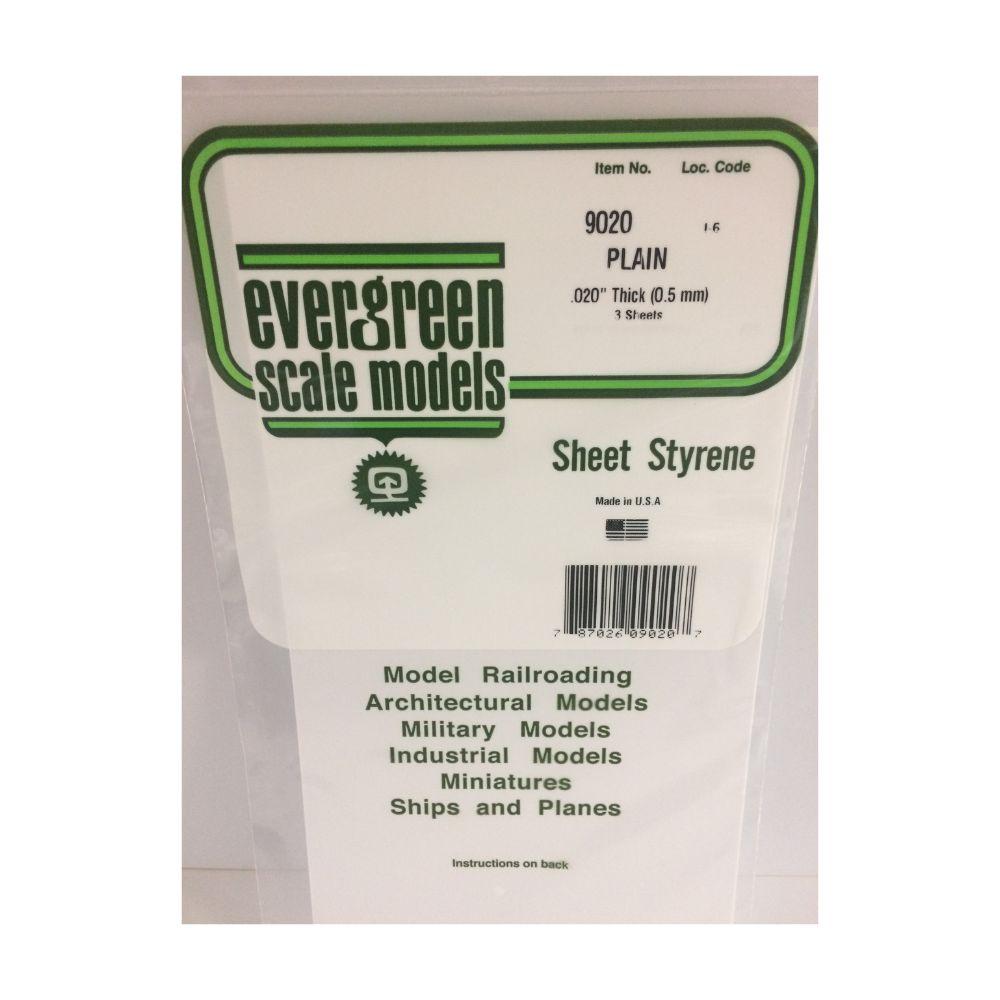 Item No. Loc. Code
9020 I-6
PLAIN
.020" Thick (0.5 mm)
3 Sheets
evergreen
scale models
Sheet Styrene
Made in U.S.A
7 87026 09020 7
Model Railroading
Architectural Models
Military Models
Industrial Models
Miniatures
Ships and Planes
Instructions on back